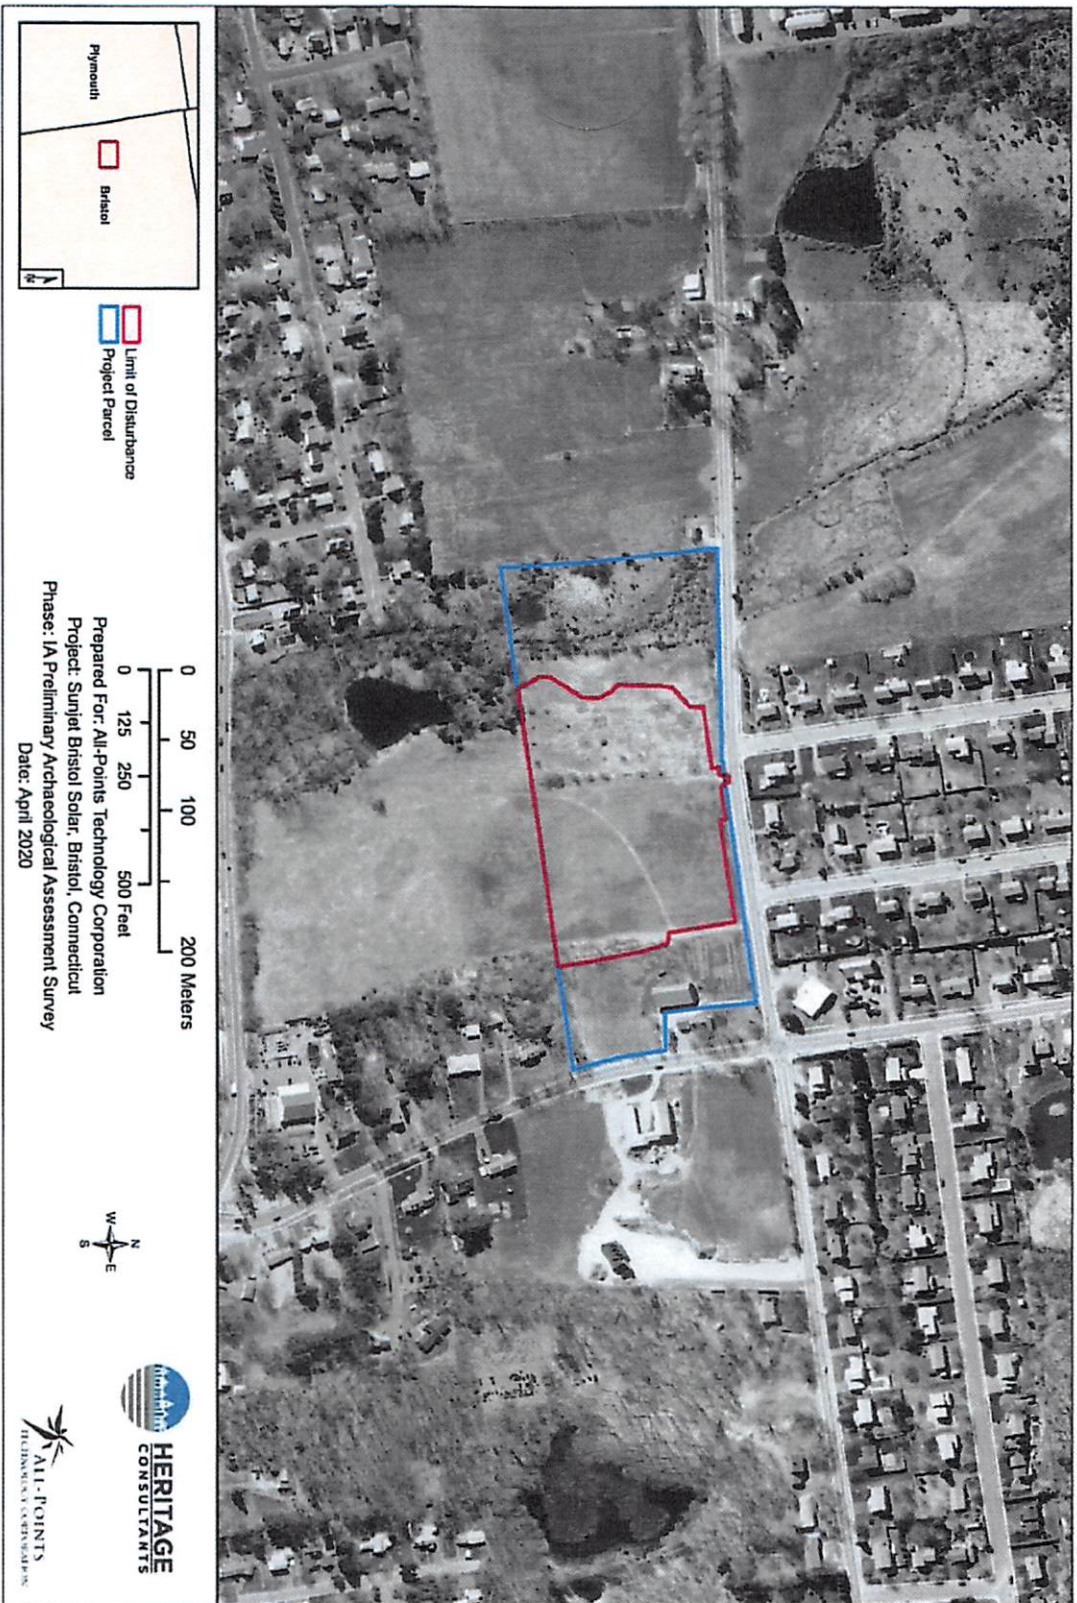 Plymouth
Bristol
N
Limit of Disturbance
Project Parcel
0 50 100 200 Meters
0 125 250 500 Feet
Prepared For: All-Points Technology Corporation
Project: Sunjet Bristol Solar, Bristol, Connecticut
Phase: IA Preliminary Archaeological Assessment Survey
Date: April 2020
N
W E
S
HERITAGE
CONSULTANTS
ALL-POINTS
TECHNOLOGY CORPORATION